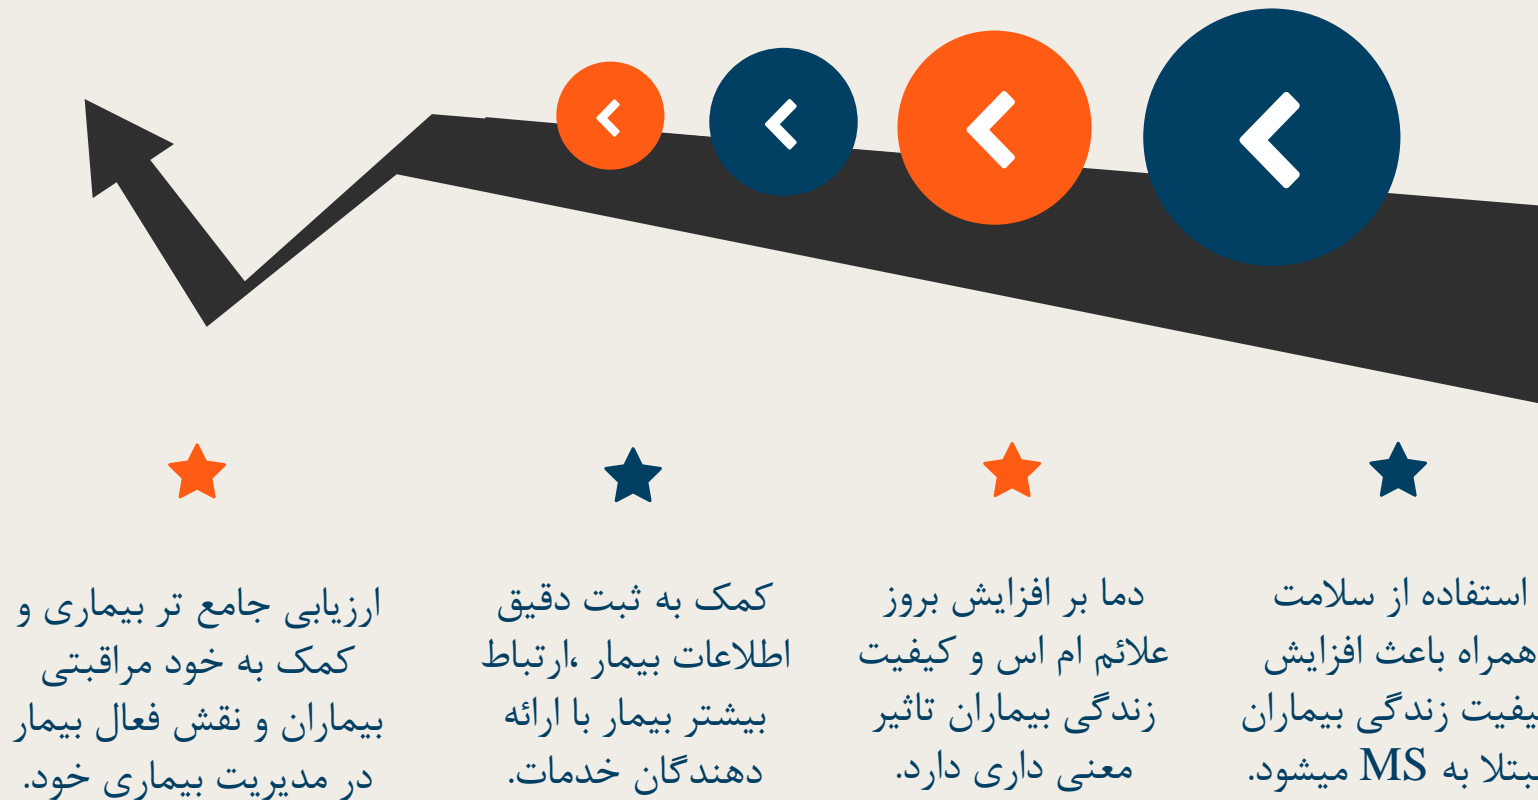 استفاده از سلامت
همراه باعث افزایش
کیفیت زندگی بیماران
مبتلا به MS میشود.
دما بر افزایش بروز
علائم ام اس و کیفیت
زندگی بیماران تاثیر
معنی داری دارد.
کمک به ثبت دقیق
اطلاعات بیمار ،ارتباط
بیشتر بیمار با ارائه
دهندگان خدمات.
ارزیابی جامع تر بیماری و
کمک به خود مراقبتی
بیماران و نقش فعال بیمار
در مدیریت بیماری خود.